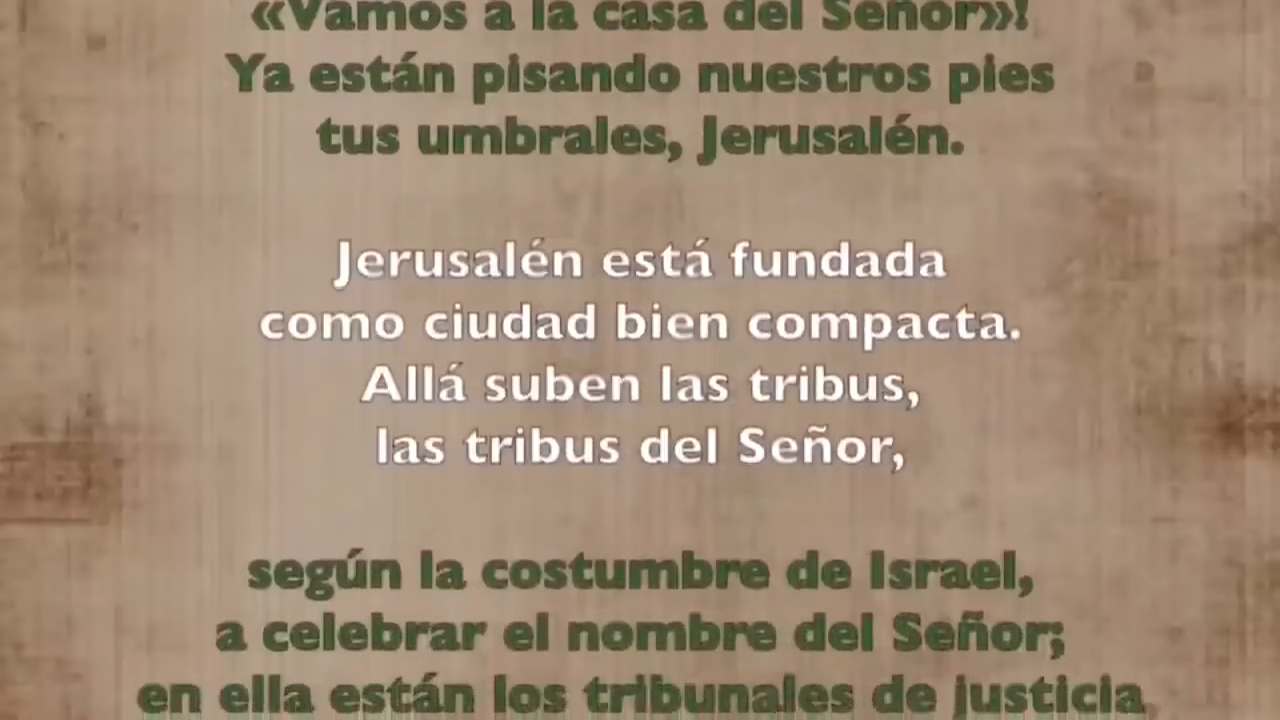 «Vamos a la casa del Señor»!
Ya están pisando nuestros pies
tus umbrales, Jerusalén.
Jerusalén está fundada
como ciudad bien compacta.
Allá suben las tribus,
las tribus del Señor,
según la costumbre de Israel,
a celebrar el nombre del Señor;
en ella están los tribunales de justicia